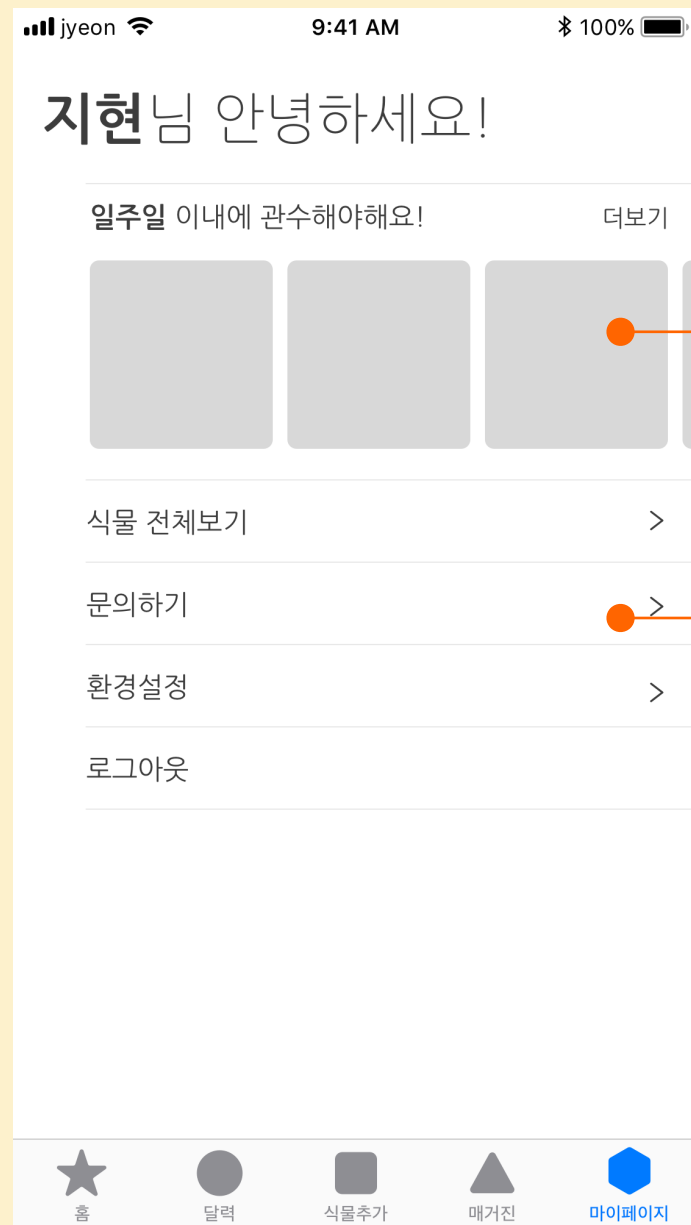 jyeon 9:41 AM 100%
지현님 안녕하세요!
일주일 이내에 관수해야해요! 더보기
식물 전체보기
문의하기
환경설정
로그아웃
홈 달력 식물추가 매거진 마이페이지